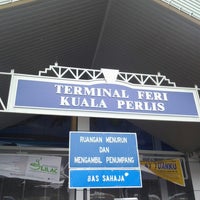 TERMINAL FERI
KUALA PERLIS
RUANGAN MENURUN
DAN
MENGAMBIL PENUMPANG
BAS SAHAJA